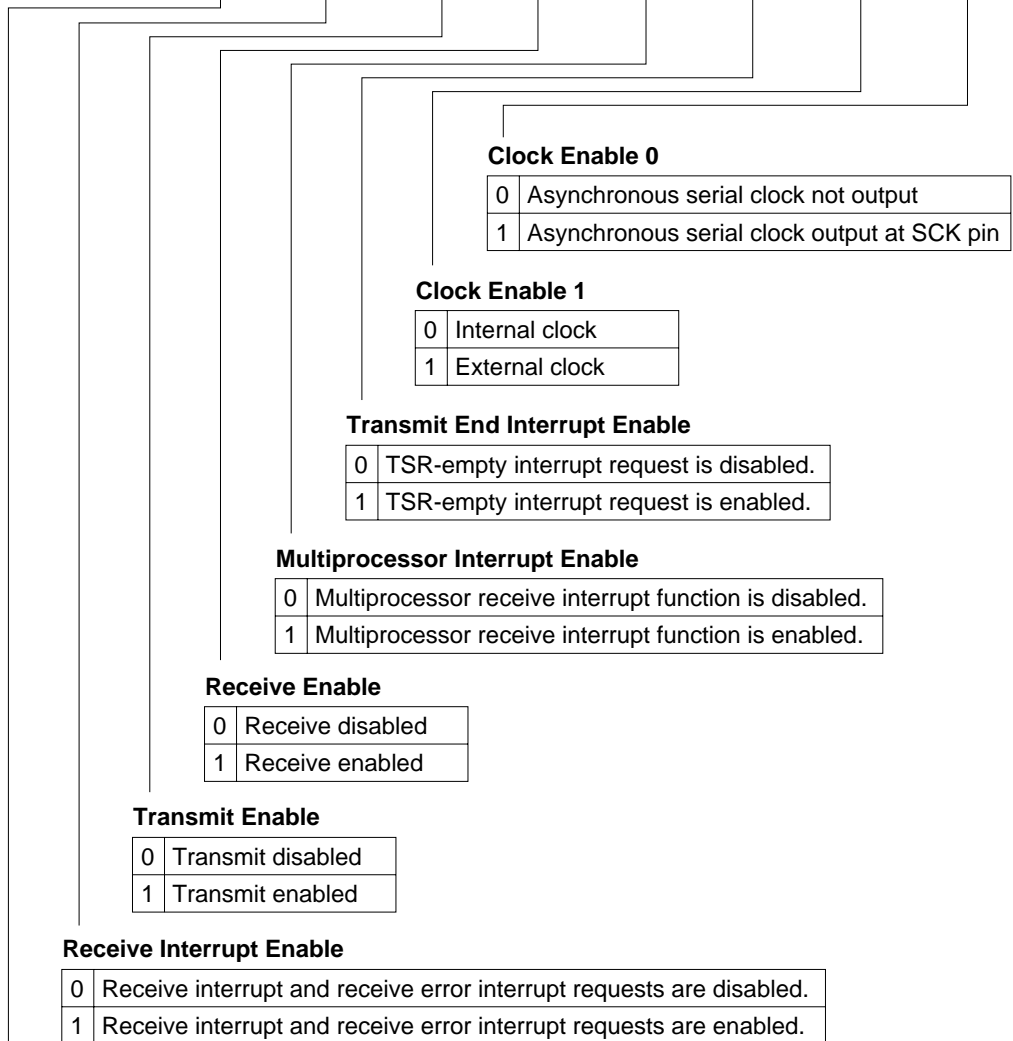 Clock Enable 0
0 Asynchronous serial clock not output
1 Asynchronous serial clock output at SCK pin
Clock Enable 1
0 Internal clock
1 External clock
Transmit End Interrupt Enable
0 TSR-empty interrupt request is disabled.
1 TSR-empty interrupt request is enabled.
Multiprocessor Interrupt Enable
0 Multiprocessor receive interrupt function is disabled.
1 Multiprocessor receive interrupt function is enabled.
Receive Enable
0 Receive disabled
1 Receive enabled
Transmit Enable
0 Transmit disabled
1 Transmit enabled
Receive Interrupt Enable
0 Receive interrupt and receive error interrupt requests are disabled.
1 Receive interrupt and receive error interrupt requests are enabled.